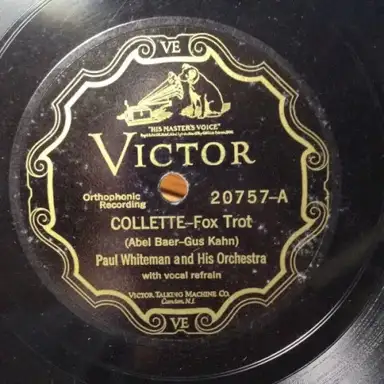 VE
"HIS MASTER'S VOICE"
VICTOR
Orthophonic
Recording
20757-A
COLLETTE-Fox Trot
(Abel Baer-Gus Kahn)
Paul Whiteman and His Orchestra
with vocal refrain
VICTOR TALKING MACHINE CO.
Camden, N.J.
VE